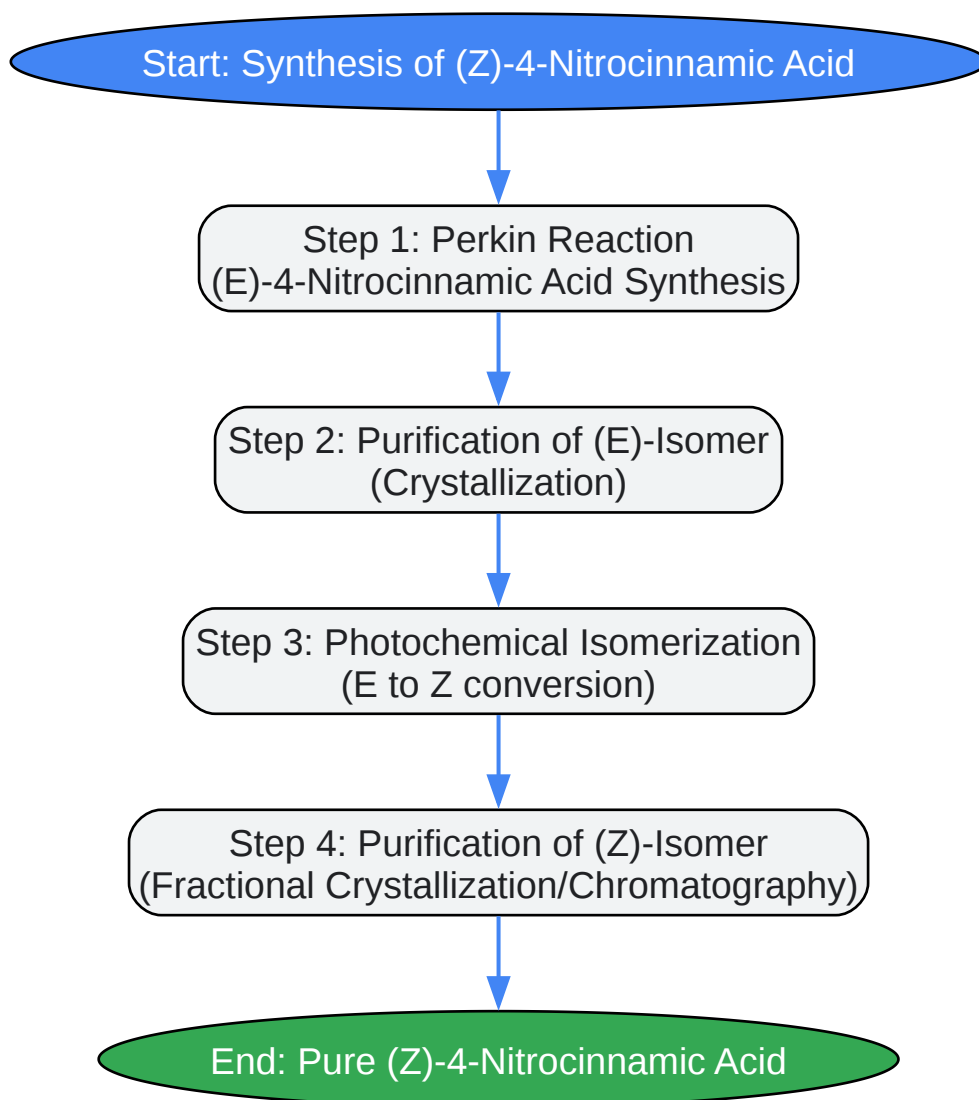 Start: Synthesis of (Z)-4-Nitrocinnamic Acid
Step 1: Perkin Reaction
(E)-4-Nitrocinnamic Acid Synthesis
Step 2: Purification of (E)-Isomer
(Crystallization)
Step 3: Photochemical Isomerization
(E to Z conversion)
Step 4: Purification of (Z)-Isomer
(Fractional Crystallization/Chromatography)
End: Pure (Z)-4-Nitrocinnamic Acid